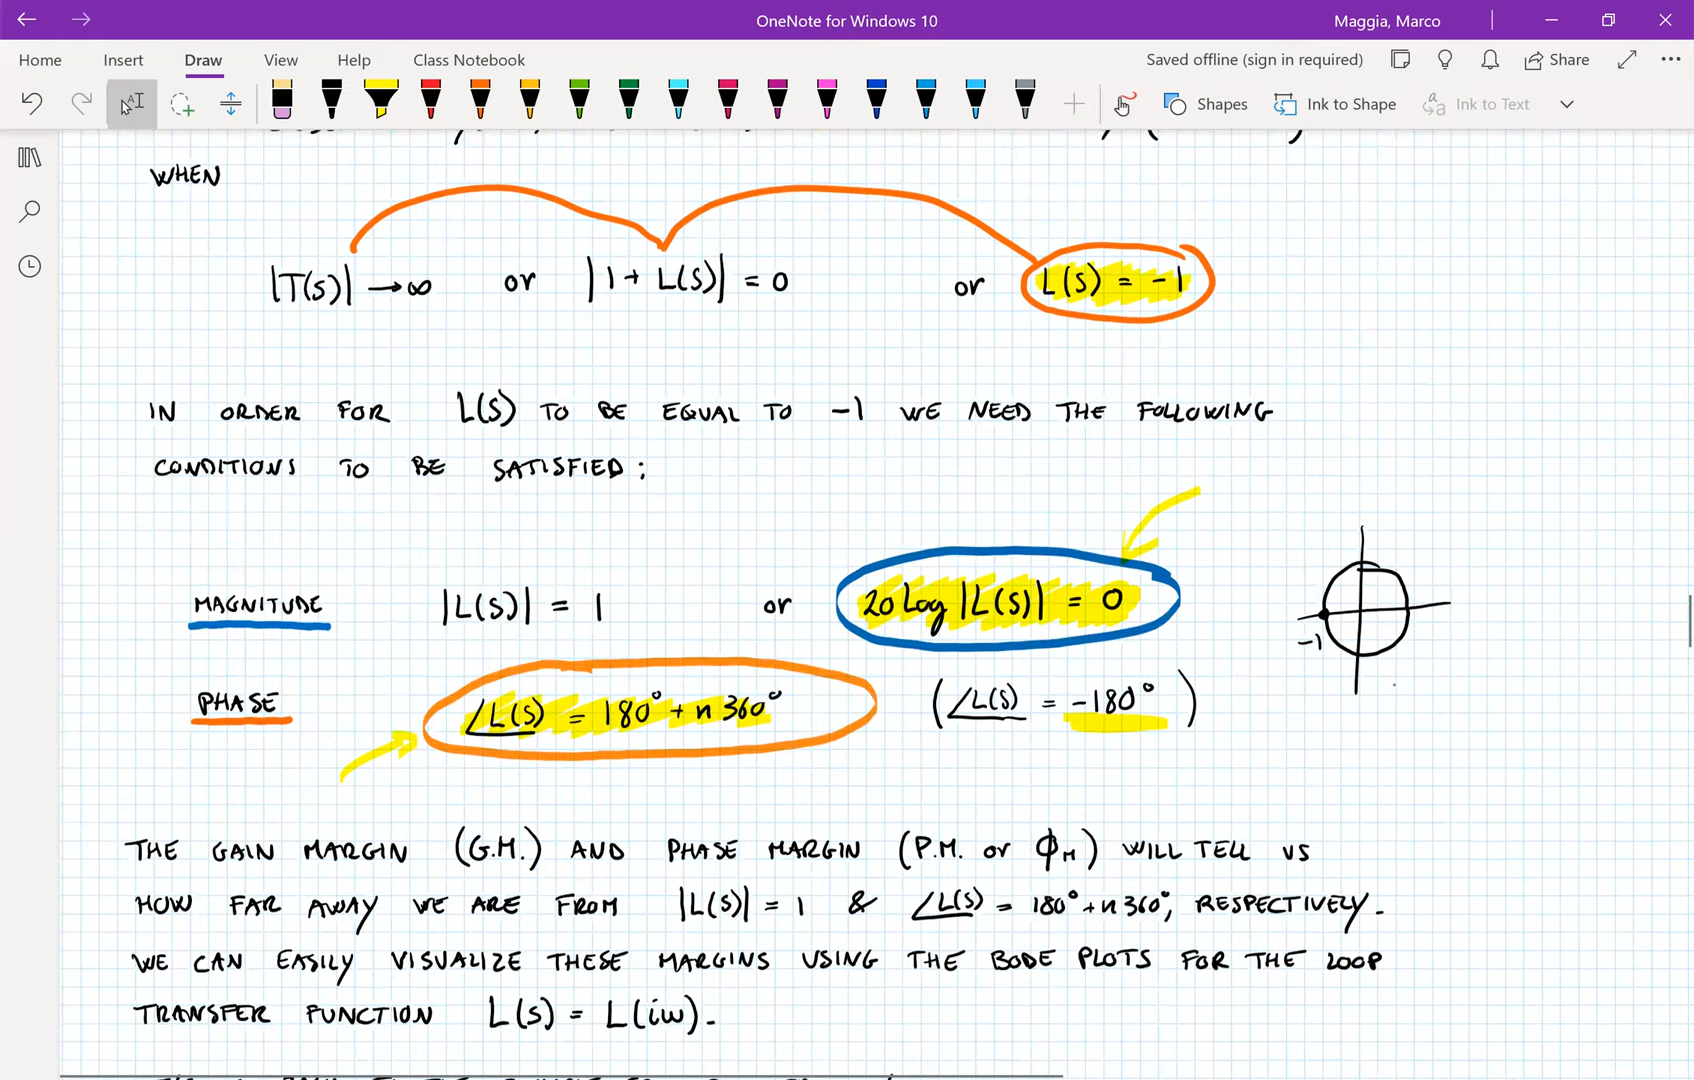 OneNote for Windows 10
Maggia, Marco
Home Insert Draw View Help Class Notebook
Saved offline (sign in required) Share
Shapes Ink to Shape Ink to Text
WHEN
|T(s)| → ∞ or |1 + L(s)| = 0 or L(s) = -1
IN ORDER FOR L(s) TO BE EQUAL TO -1 WE NEED THE FOLLOWING
CONDITIONS TO BE SATISFIED:
MAGNITUDE |L(s)| = 1 or 20 Log |L(s)| = 0
-1
PHASE ∠L(s) = 180° + n 360° (∠L(s) = -180°)
THE GAIN MARGIN (G.M.) AND PHASE MARGIN (P.M. or ϕM) WILL TELL US
HOW FAR AWAY WE ARE FROM |L(s)| = 1 & ∠L(s) = 180° + n 360°, RESPECTIVELY.
WE CAN EASILY VISUALIZE THESE MARGINS USING THE BODE PLOTS FOR THE LOOP
TRANSFER FUNCTION L(s) = L(iw).